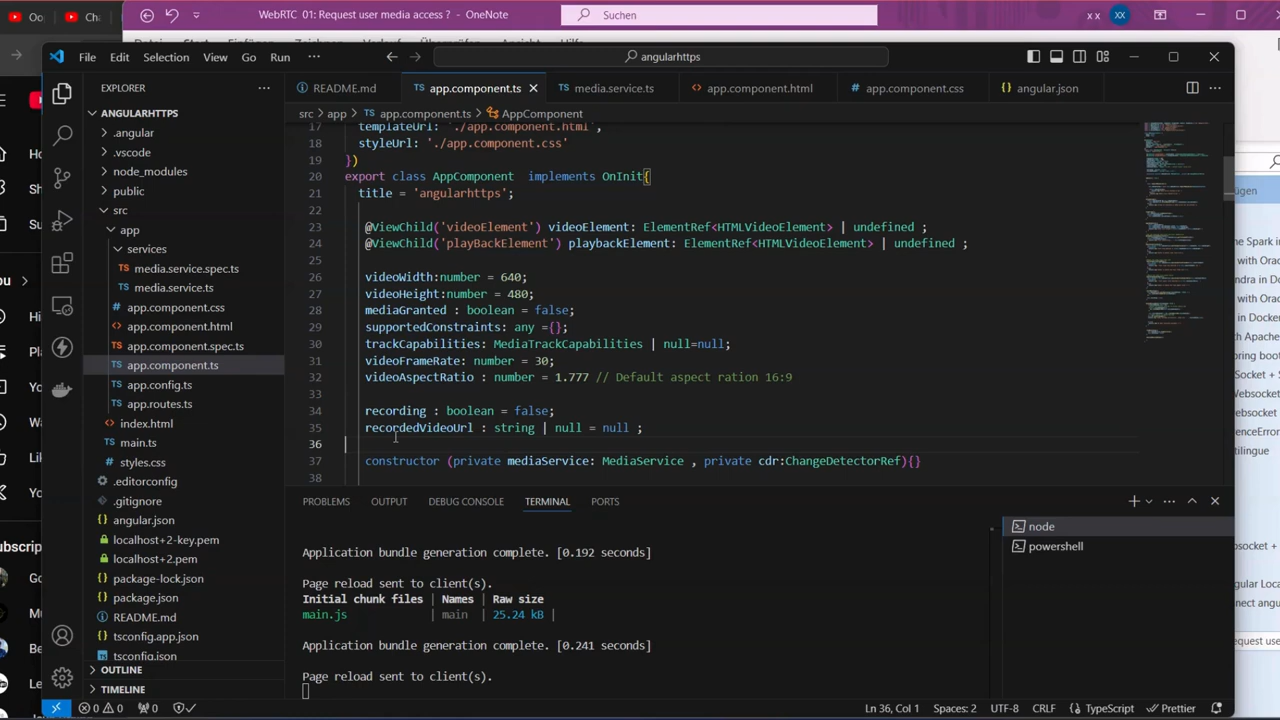 WebRTC 01: Request user media access ? - OneNote
Suchen
x x
XX
File Edit Selection View Go Run ...
angularhttps
EXPLORER
README.md
app.component.ts
media.service.ts
app.component.html
app.component.css
angular.json
src > app > app.component.ts > AppComponent
ANGULARHTTPS
.angular
.vscode
node_modules
public
src
app
services
media.service.spec.ts
media.service.ts
app.component.css
app.component.html
app.component.spec.ts
app.component.ts
app.config.ts
app.routes.ts
index.html
main.ts
styles.css
.editorconfig
.gitignore
angular.json
localhost+2-key.pem
localhost+2.pem
package-lock.json
package.json
README.md
tsconfig.app.json
tsconfig.json
OUTLINE
TIMELINE
17 templateUrl: './app.component.html',
18 styleUrl: './app.component.css'
19 })
20 export class AppComponent implements OnInit{
21 title = 'angularhttps';
22
23 @ViewChild('videoElement') videoElement: ElementRef<HTMLVideoElement> | undefined ;
24 playbackElement: ElementRef<HTMLVideoElement> | undefined ;
25
26 videoWidth:number = 640;
27 videoHeight:number = 480;
28 mediaGranted : boolean = false;
29 supportedConstraints: any ={};
30 trackCapabilities: MediaTrackCapabilities | null=null;
31 videoFrameRate: number = 30;
32 videoAspectRatio : number = 1.777 // Default aspect ration 16:9
33
34 recording : boolean = false;
35 recordedVideoUrl : string | null = null ;
36
37 constructor (private mediaService: MediaService , private cdr:ChangeDetectorRef){}
38
PROBLEMS OUTPUT DEBUG CONSOLE TERMINAL PORTS
node
powershell
Application bundle generation complete. [0.192 seconds]
Page reload sent to client(s).
Initial chunk files | Names | Raw size
main.js | main | 25.24 kB |
Application bundle generation complete. [0.241 seconds]
Page reload sent to client(s).
0 0 0
Ln 36, Col 1 Spaces: 2 UTF-8 CRLF {} TypeScript Prettier